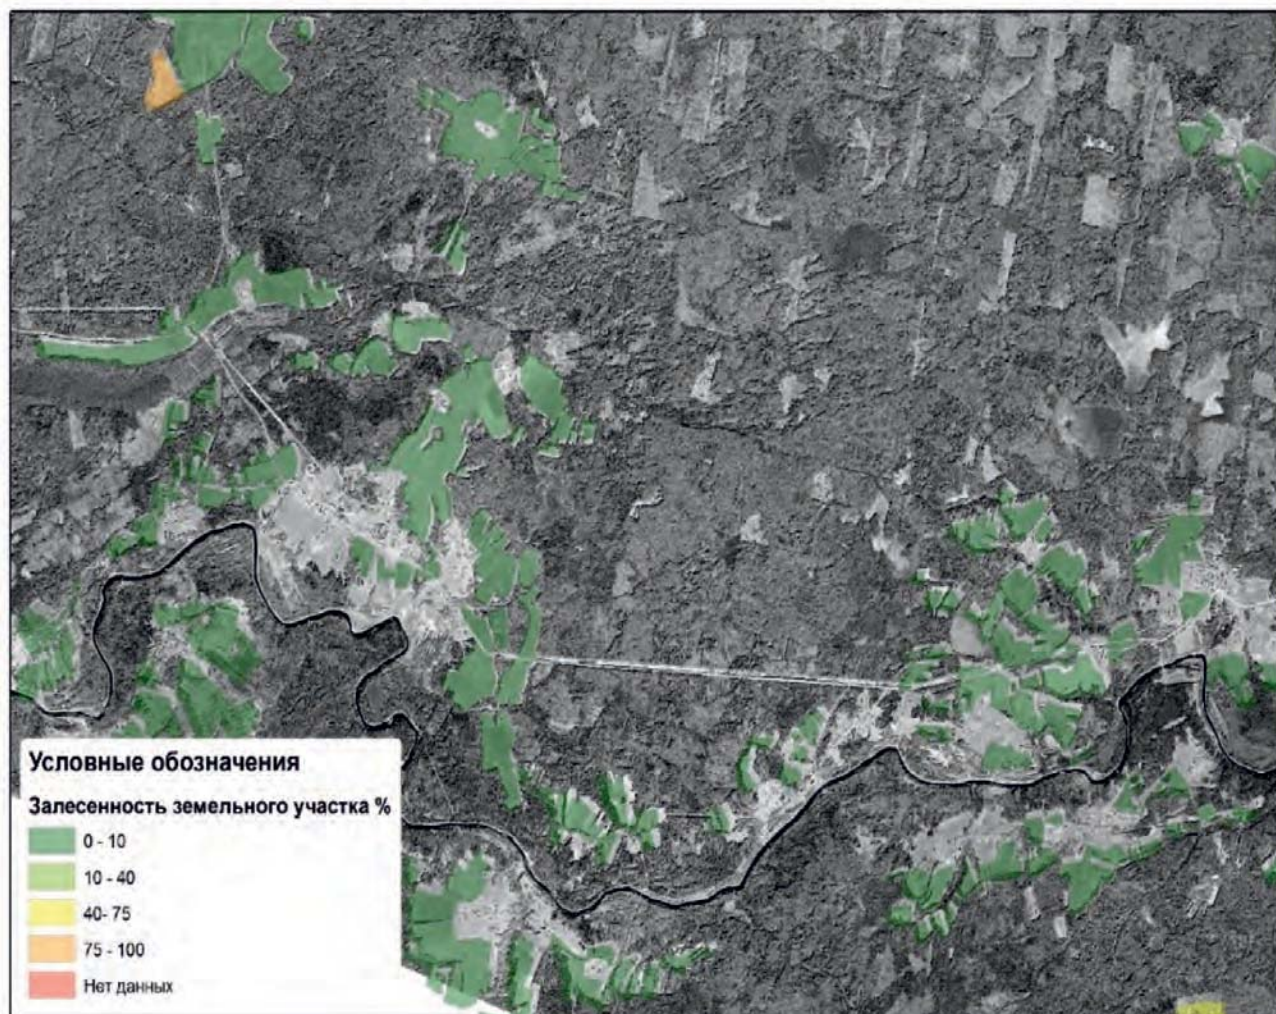 Условные обозначения
Залесенность земельного участка %
0 - 10
10 - 40
40- 75
75 - 100
Нет данных